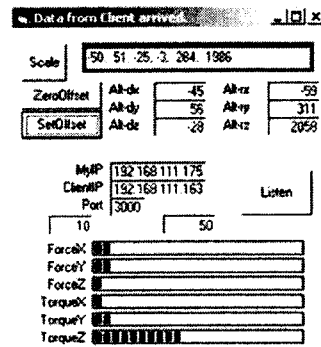 Data from Client arrived.
Scale
-50. 51. -25. -3. 284. 1986
ZeroOffset Alt-dx -45 Alt-rx -59
SetOffset Alt-dy 56 Alt-ry 311
Alt-dz -28 Alt-rz 2058
MyIP 192.168.111.175
ClientIP 192.168.111.163
Port 3000
Listen
10 50
ForceX
ForceY
ForceZ
TorqueX
TorqueY
TorqueZ